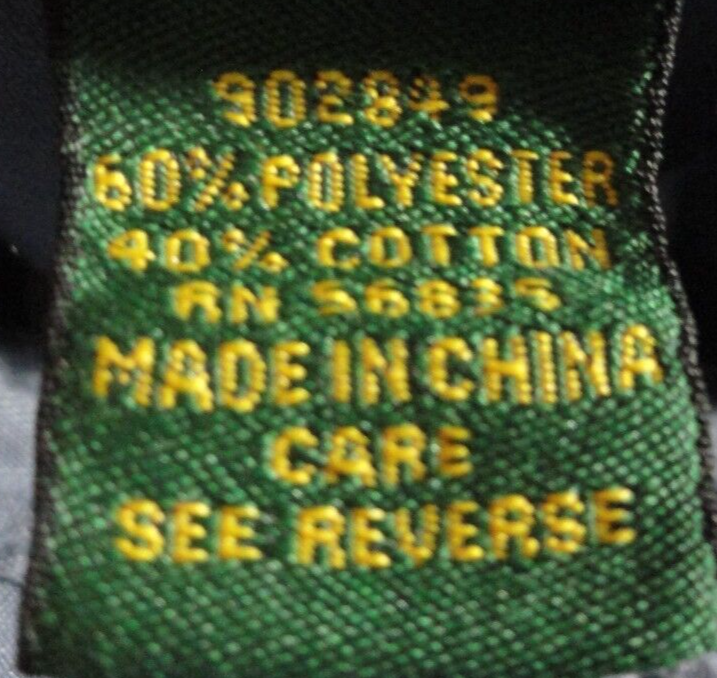 902849
60% POLYESTER
40% COTTON
RN 56835
MADE IN CHINA
CARE
SEE REVERSE